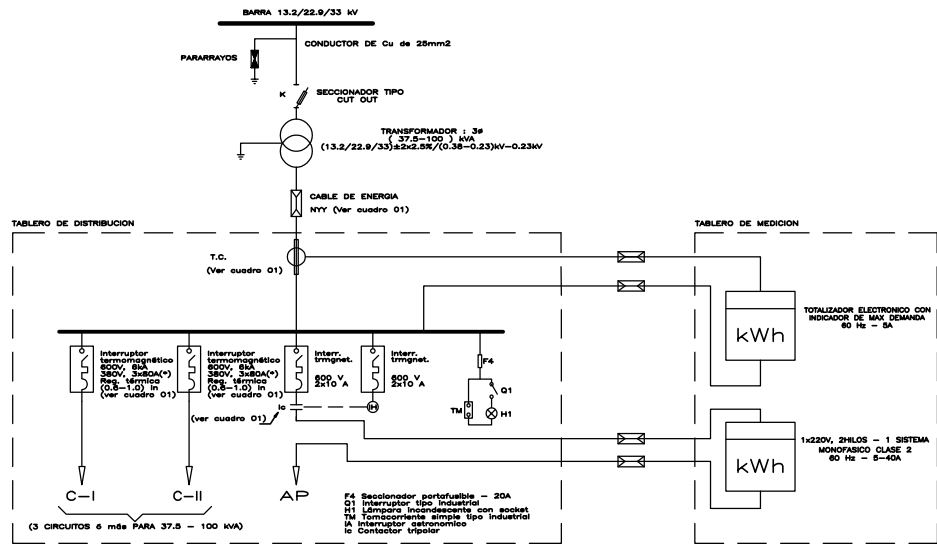 BARRA 13.2/22.9/33 kV
CONDUCTOR DE Cu de 25mm2
PARARRAYOS
K
SECCIONADOR TIPO
CUT OUT
TRANSFORMADOR : 3ø
( 37.5-100 ) kVA
(13.2/22.9/33)±2x2.5%/(0.38-0.23)kV-0.23kV
CABLE DE ENERGIA
NYY (Ver cuadro 01)
TABLERO DE DISTRIBUCION
TABLERO DE MEDICION
T.C.
(Ver cuadro 01)
TOTALIZADOR ELECTRONICO CON
INDICADOR DE MAX DEMANDA
60 Hz - 5A
kWh
Interruptor
termomagnético
600V, 6kA
380V, 3x80A(*)
Reg. térmica
(0.8-1.0) In
(ver cuadro 01)
Interruptor
termomagnético
600V, 6kA
380V, 3x80A(*)
Reg. térmica
(0.8-1.0) In
(ver cuadro 01)
Interr.
trmgnet.
600 V
2x10 A
Interr.
trmgnet.
600 V
2x10 A
F4
Q1
TM
H1
Ic
IH
(ver cuadro 01)
1x220V, 2HILOS - 1 SISTEMA
MONOFASICO CLASE 2
60 Hz - 5-40A
kWh
C-I
C-II
AP
(3 CIRCUITOS ó más PARA 37.5 - 100 kVA)
F4 Seccionador portafusible - 20A
Q1 Interruptor tipo industrial
H1 Lámpara incandescente con socket
TM Tomacorriente simple tipo industrial
IA Interruptor astronomico
Ic Contactor tripolar